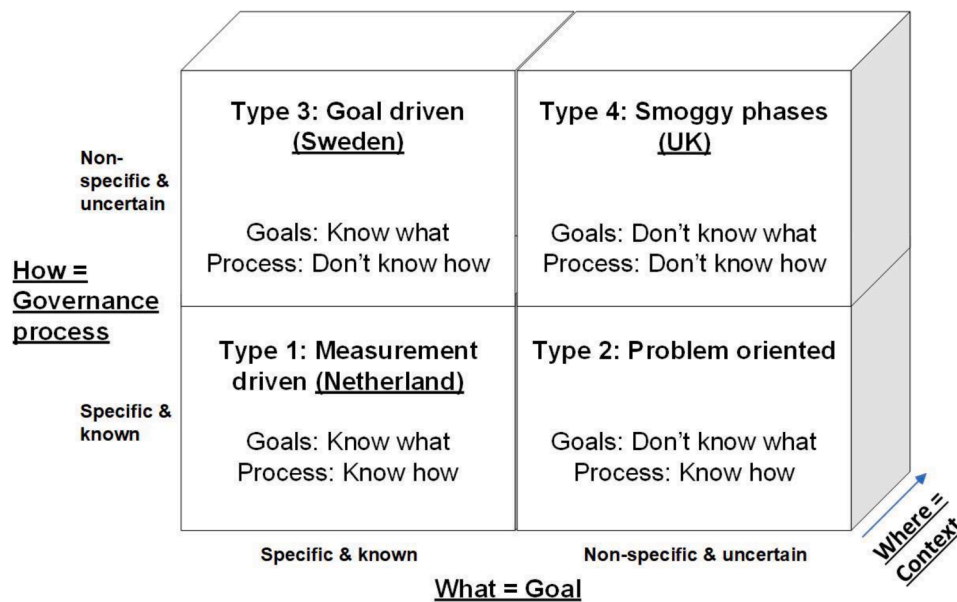 Type 3: Goal driven
(Sweden)
Goals: Know what
Process: Don't know how
Type 4: Smoggy phases
(UK)
Goals: Don't know what
Process: Don't know how
Non-
specific &
uncertain
How =
Governance
process
Type 1: Measurement
driven (Netherland)
Goals: Know what
Process: Know how
Type 2: Problem oriented
Goals: Don't know what
Process: Know how
Specific &
known
Specific & known
Non-specific & uncertain
What = Goal
Where =
Context